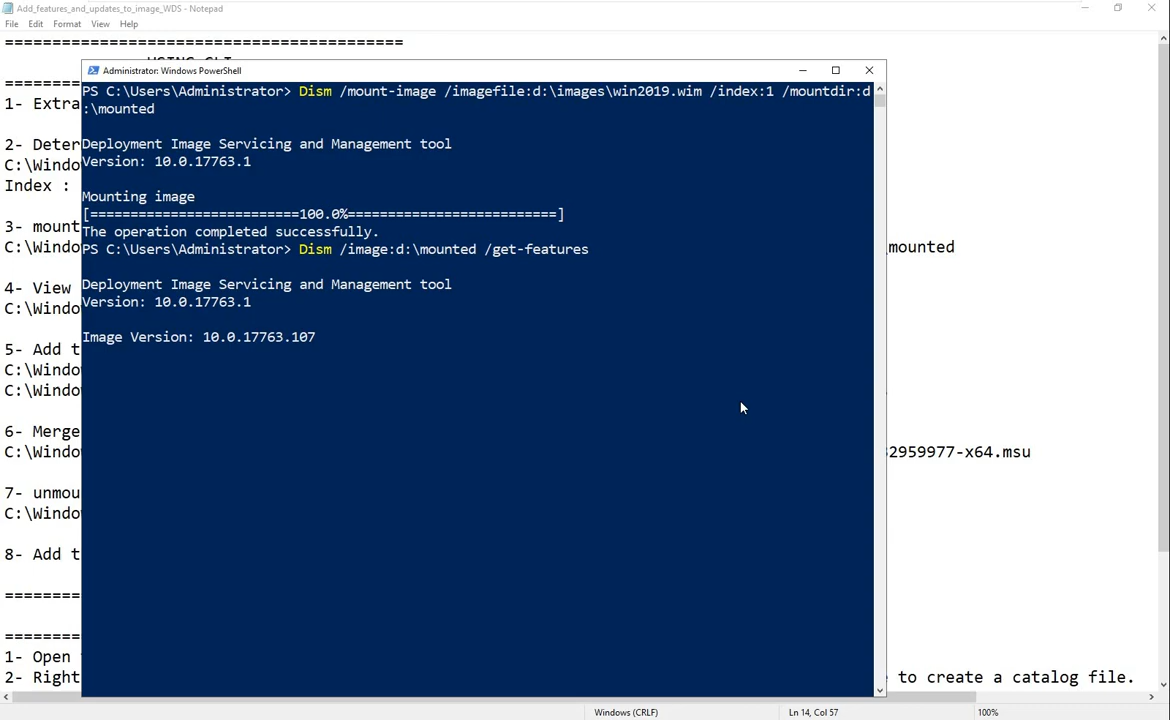 Add_features_and_updates_to_image_WDS - Notepad
File Edit Format View Help
===========================================
Administrator: Windows PowerShell
PS C:\Users\Administrator> Dism /mount-image /imagefile:d:\images\win2019.wim /index:1 /mountdir:d
:\mounted
Deployment Image Servicing and Management tool
Version: 10.0.17763.1
Mounting image
[==========================100.0%==========================]
The operation completed successfully.
PS C:\Users\Administrator> Dism /image:d:\mounted /get-features
Deployment Image Servicing and Management tool
Version: 10.0.17763.1
Image Version: 10.0.17763.107
========
1- Extra
2- Deter
C:\Windo
Index :
3- mount
C:\Windo _mounted
4- View
C:\Windo
5- Add t
C:\Windo
C:\Windo
6- Merge
C:\Windo 32959977-x64.msu
7- unmou
C:\Windo
8- Add t
========
========
1- Open
2- Right to create a catalog file.
Windows (CRLF) Ln 14, Col 57 100%